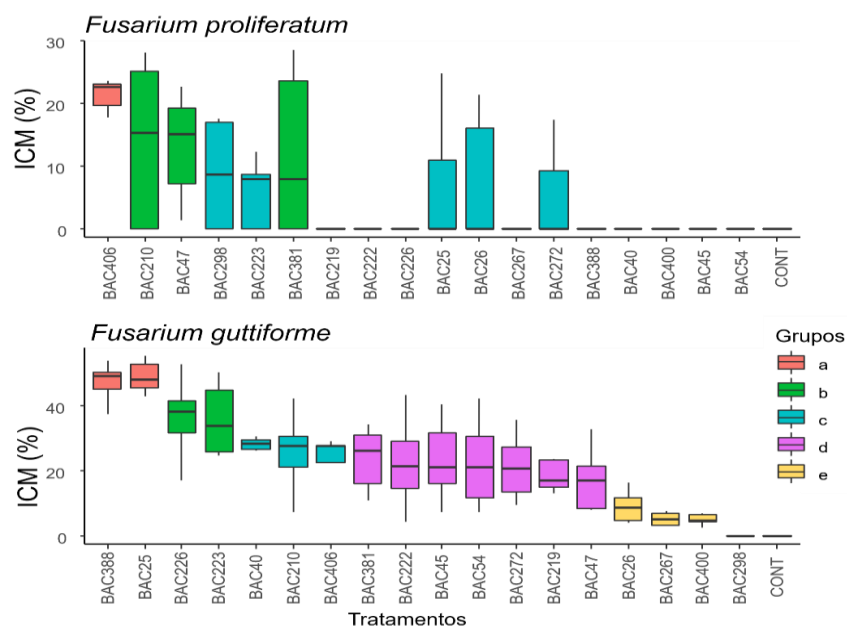 Fusarium proliferatum
ICM (%)
30
20
10
0
BAC406 BAC210 BAC47 BAC298 BAC223 BAC381 BAC219 BAC222 BAC226 BAC25 BAC26 BAC267 BAC272 BAC388 BAC40 BAC400 BAC45 BAC54 CONT
Fusarium guttiforme
ICM (%)
40
20
0
BAC388 BAC25 BAC226 BAC223 BAC40 BAC210 BAC406 BAC381 BAC222 BAC45 BAC54 BAC272 BAC219 BAC47 BAC26 BAC267 BAC400 BAC298 CONT
Tratamentos
Grupos
a
b
c
d
e